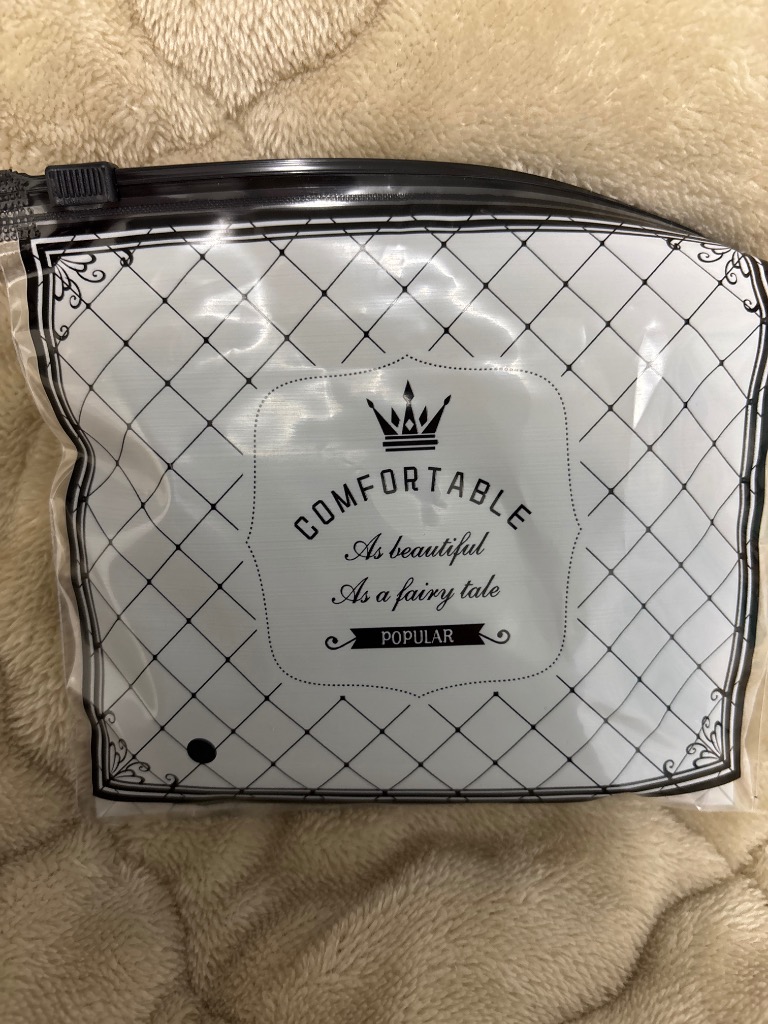 COMFORTABLE
As beautiful
As a fairy tale
POPULAR